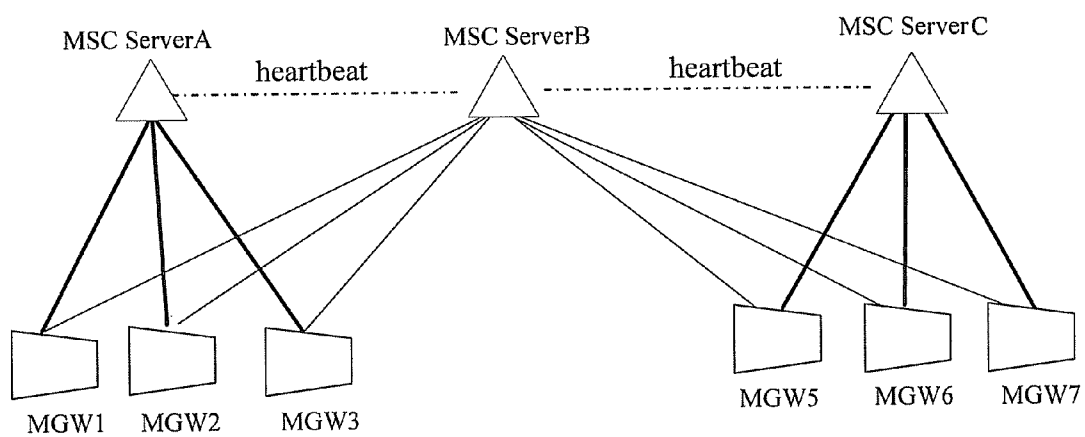 MSC ServerA
MSC ServerB
MSC ServerC
heartbeat
heartbeat
MGW1
MGW2
MGW3
MGW5
MGW6
MGW7